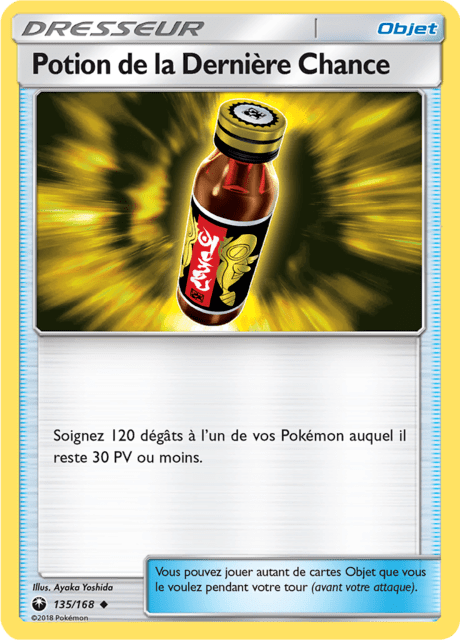 DRESSEUR
Objet
Potion de la Dernière Chance
Soignez 120 dégâts à l'un de vos Pokémon auquel il
reste 30 PV ou moins.
Vous pouvez jouer autant de cartes Objet que vous
le voulez pendant votre tour (avant votre attaque).
Illus. Ayaka Yoshida
135/168
©2018 Pokémon